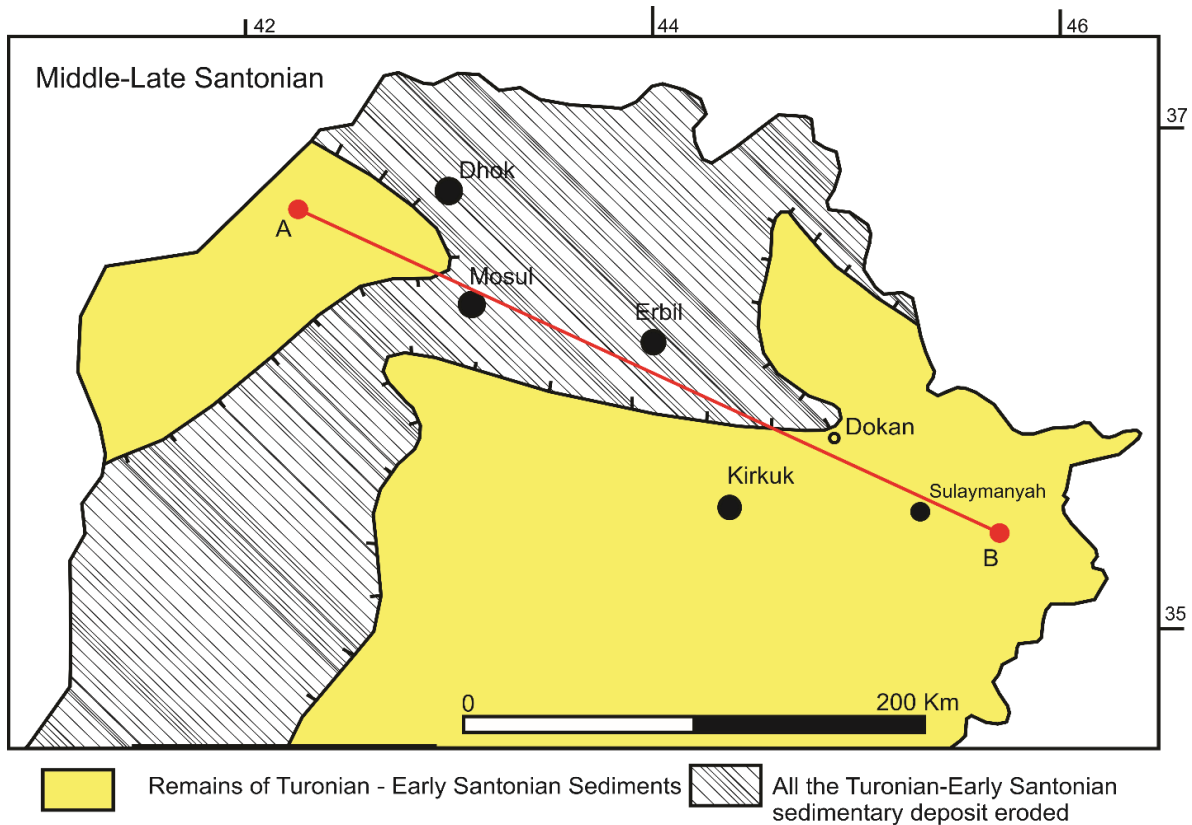 42
44
46
Middle-Late Santonian
37
Dhok
A
Mosul
Erbil
Dokan
Kirkuk
Sulaymanyah
B
35
0
200 Km
Remains of Turonian - Early Santonian Sediments
All the Turonian-Early Santonian
sedimentary deposit eroded